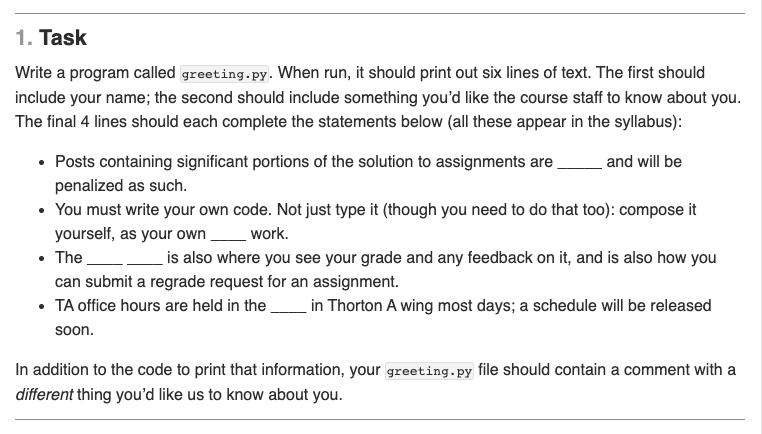 1. Task
Write a program called greeting.py. When run, it should print out six lines of text. The first should
include your name; the second should include something you’d like the course staff to know about you.
The final 4 lines should each complete the statements below (all these appear in the syllabus):
• Posts containing significant portions of the solution to assignments are _____ and will be
penalized as such.
• You must write your own code. Not just type it (though you need to do that too): compose it
yourself, as your own ____ work.
• The ____ ____ is also where you see your grade and any feedback on it, and is also how you
can submit a regrade request for an assignment.
• TA office hours are held in the ____ in Thorton A wing most days; a schedule will be released
soon.
In addition to the code to print that information, your greeting.py file should contain a comment with a
different thing you’d like us to know about you.